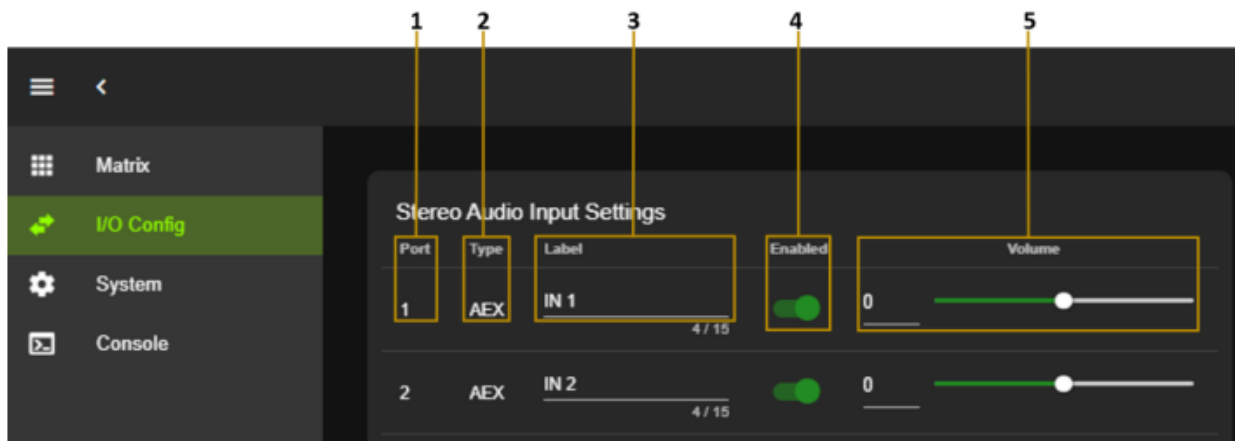 1 2 3 4 5
Matrix
I/O Config
System
Console
Stereo Audio Input Settings
Port Type Label Enabled Volume
1 AEX IN 1 0
4 / 15
2 AEX IN 2 0
4 / 15